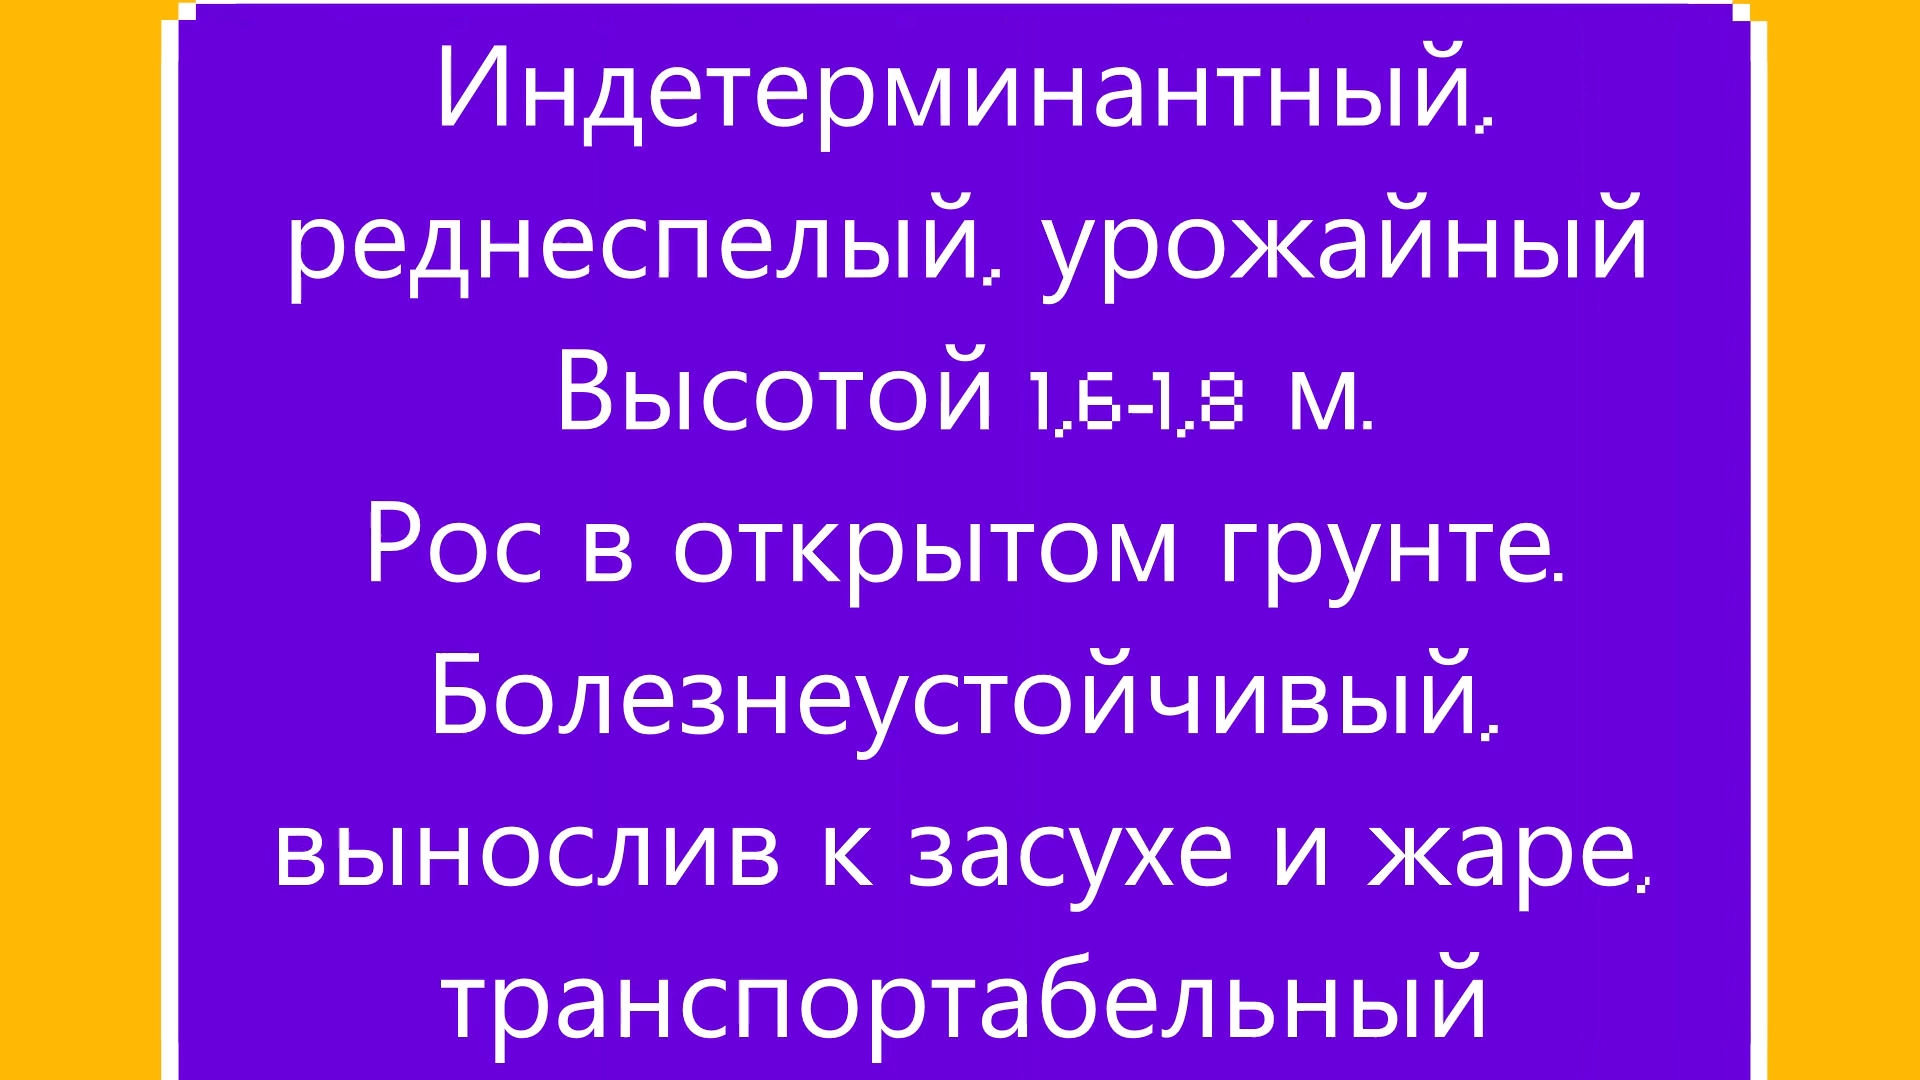 Индетерминантный,
реднеспелый, урожайный
Высотой 1,6-1,8 м.
Рос в открытом грунте.
Болезнеустойчивый,
вынослив к засухе и жаре,
транспортабельный